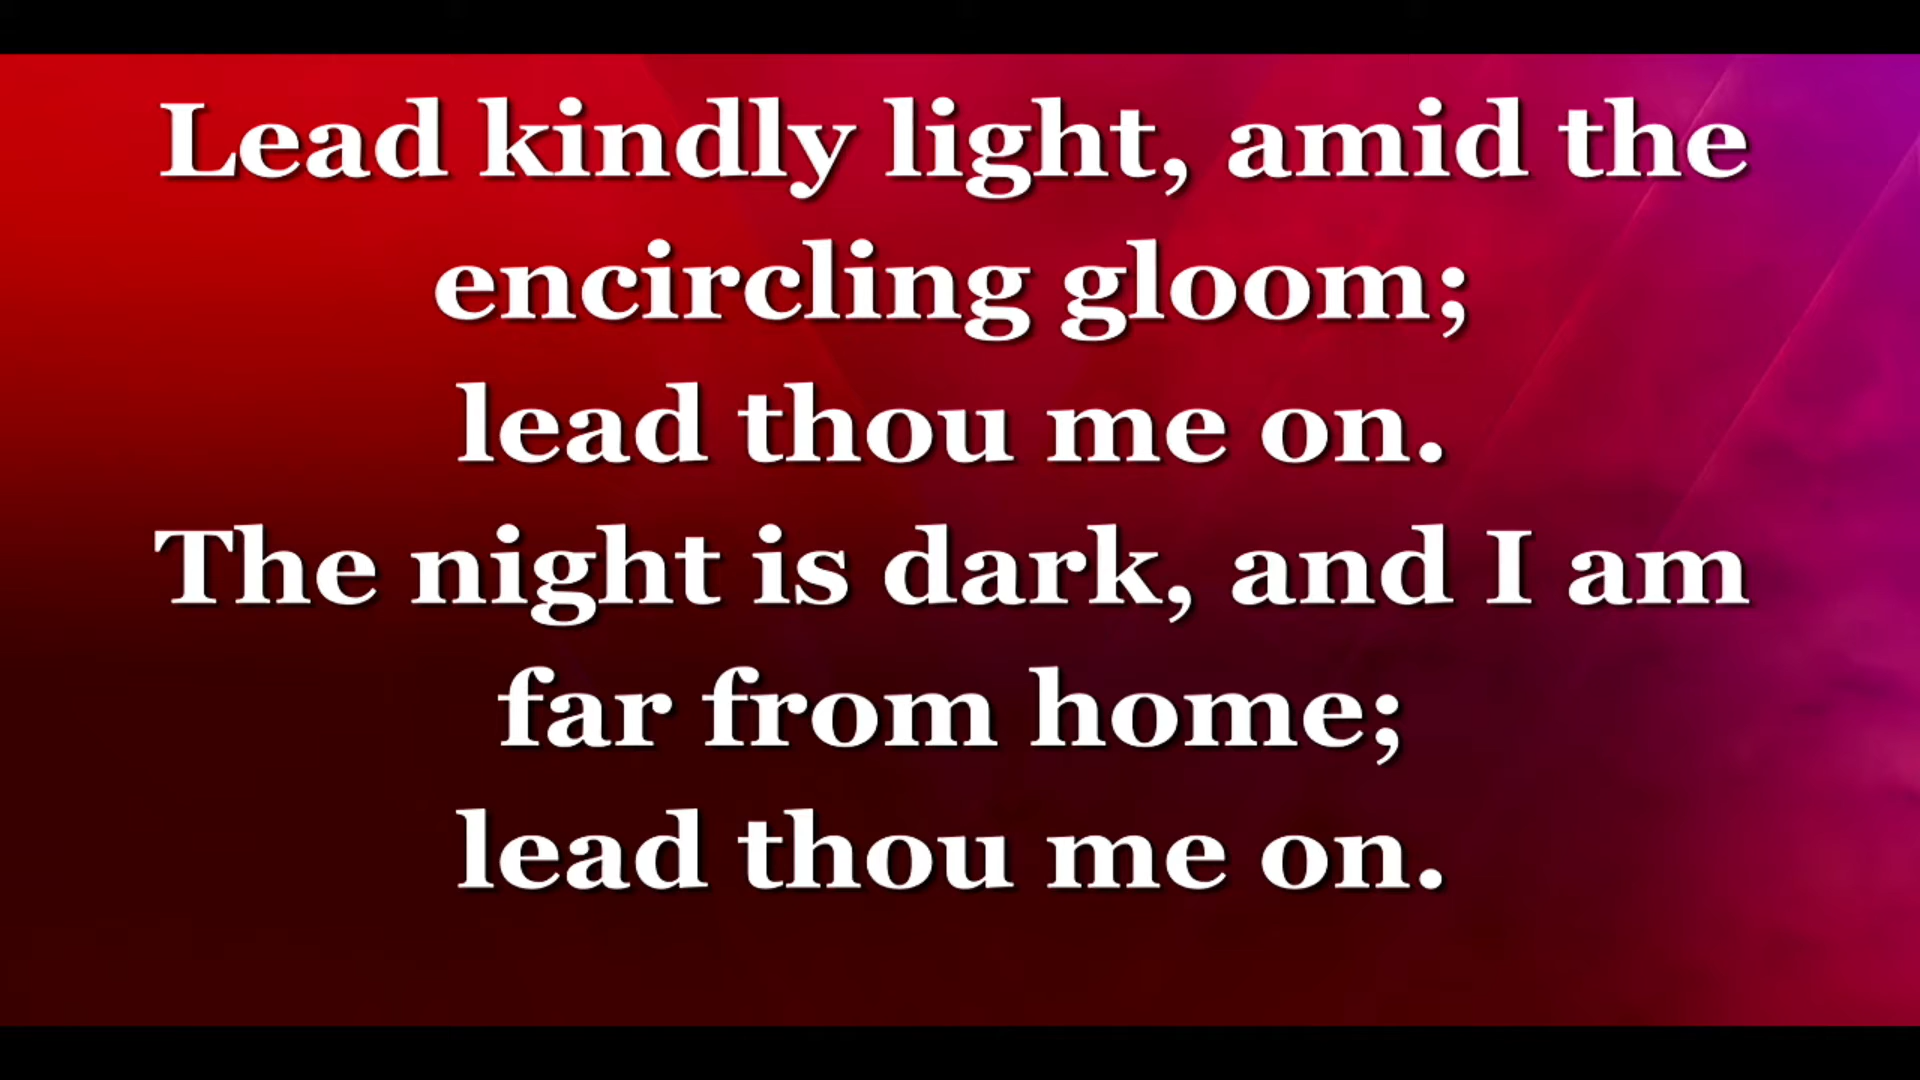 Lead kindly light, amid the
encircling gloom;
lead thou me on.
The night is dark, and I am
far from home;
lead thou me on.